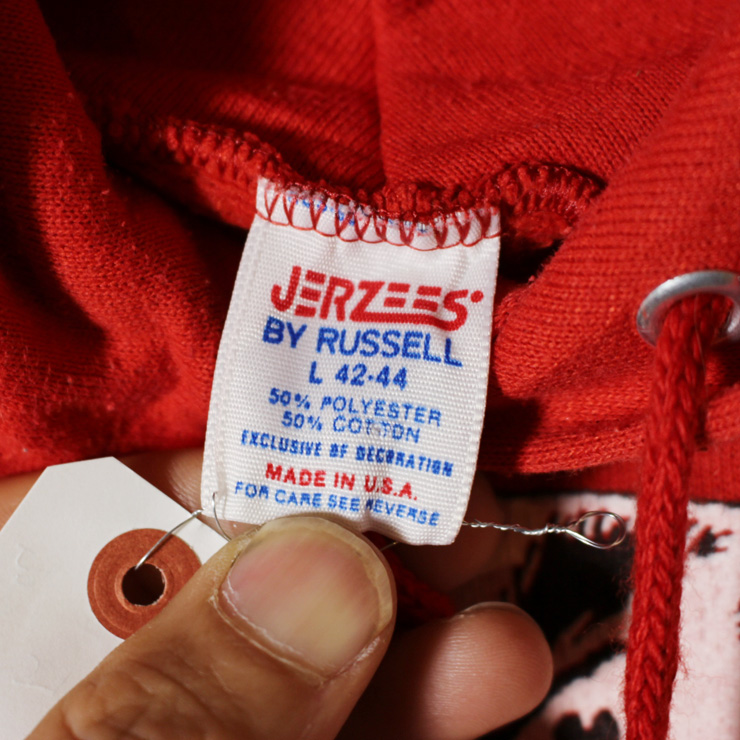 JERZEES
BY RUSSELL
L 42-44
50% POLYESTER
50% COTTON
EXCLUSIVE OF DECORATION
MADE IN U.S.A.
FOR CARE SEE REVERSE